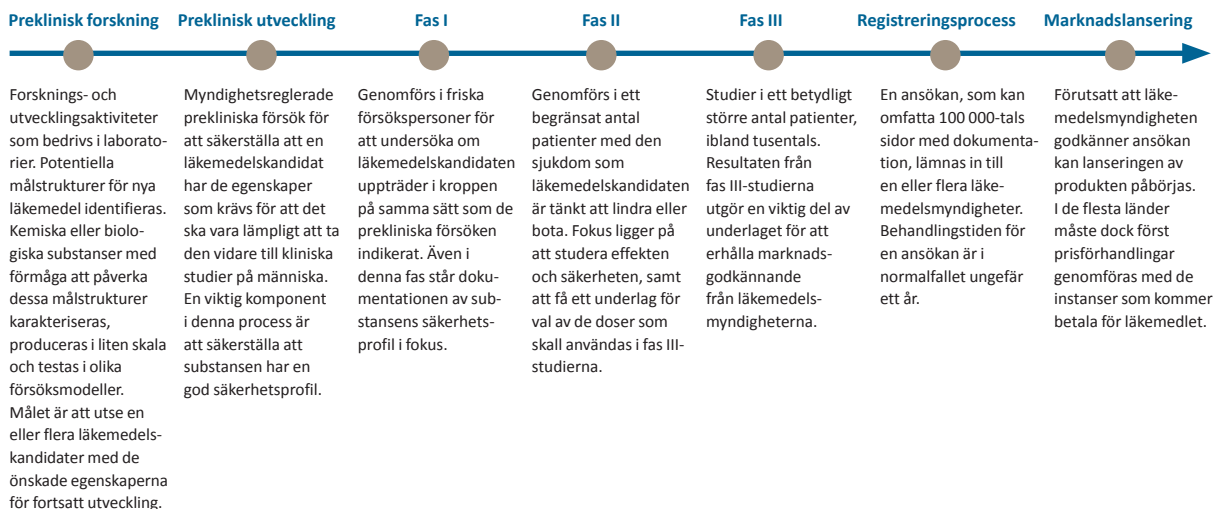 Preklinisk forskning
Forsknings- och
utvecklingsaktiviteter
som bedrivs i laborato-
rier. Potentiella
målstrukturer för nya
läkemedel identifieras.
Kemiska eller biolo-
giska substanser med
förmåga att påverka
dessa målstrukturer
karakteriseras,
produceras i liten skala
och testas i olika
försöksmodeller.
Målet är att utse en
eller flera läkemedels-
kandidater med de
önskade egenskaperna
för fortsatt utveckling.
Preklinisk utveckling
Myndighetsreglerade
prekliniska försök för
att säkerställa att en
läkemedelskandidat
har de egenskaper
som krävs för att det
ska vara lämpligt att ta
den vidare till kliniska
studier på människa.
En viktig komponent
i denna process är
att säkerställa att
substansen har en
god säkerhetsprofil.
Fas I
Genomförs i friska
försökspersoner för
att undersöka om
läkemedelskandidaten
uppträder i kroppen
på samma sätt som de
prekliniska försöken
indikerat. Även i
denna fas står doku-
mentationen av sub-
stansens säkerhets-
profil i fokus.
Fas II
Genomförs i ett
begränsat antal
patienter med den
sjukdom som
läkemedelskandidaten
är tänkt att lindra eller
bota. Fokus ligger på
att studera effekten
och säkerheten, samt
att få ett underlag för
val av de doser som
skall användas i fas III-
studierna.
Fas III
Studier i ett betydligt
större antal patienter,
ibland tusentals.
Resultaten från
fas III-studierna
utgör en viktig del av
underlaget för att
erhålla marknads-
godkännande
från läkemedels-
myndigheterna.
Registreringsprocess
En ansökan, som kan
omfatta 100 000-tals
sidor med dokumenta-
tion, lämnas in till
en eller flera läke-
medelsmyndigheter.
Behandlingstiden för
en ansökan är i
normalfallet ungefär
ett år.
Marknadslansering
Förutsatt att läke-
medelsmyndigheten
godkänner ansökan
kan lanseringen av
produkten påbörjas.
I de flesta länder
måste dock först
prisförhandlingar
genomföras med de
instanser som kommer
betala för läkemedlet.